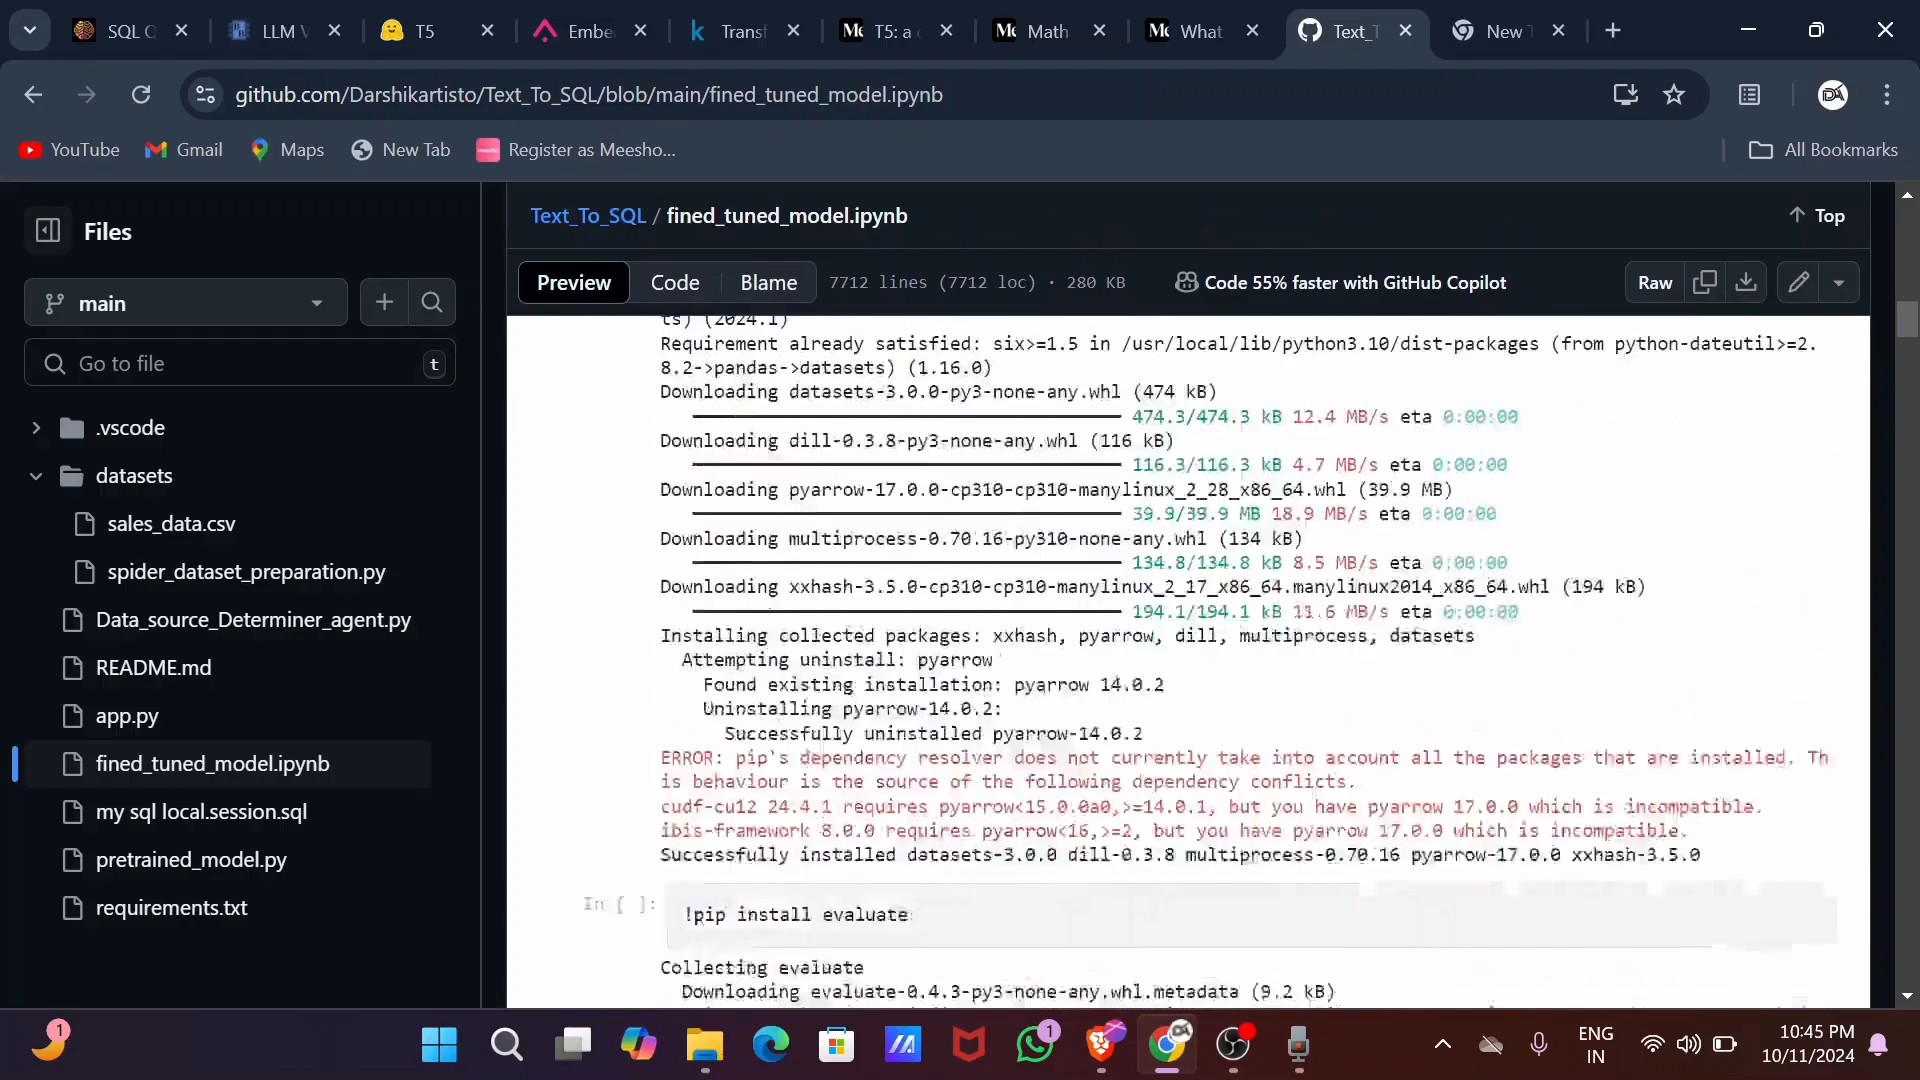 SQL Q
LLM V
T5
Embe
Transf
T5: a c
Math
What
Text_T
New T
github.com/Darshikartisto/Text_To_SQL/blob/main/fined_tuned_model.ipynb
YouTube
Gmail
Maps
New Tab
Register as Meesho...
All Bookmarks
Files
main
Go to file
t
.vscode
datasets
sales_data.csv
spider_dataset_preparation.py
Data_source_Determiner_agent.py
README.md
app.py
fined_tuned_model.ipynb
my sql local.session.sql
pretrained_model.py
requirements.txt
Text_To_SQL / fined_tuned_model.ipynb
Top
Preview
Code
Blame
7712 lines (7712 loc) · 280 KB
Code 55% faster with GitHub Copilot
Raw
ts) (2024.1)
Requirement already satisfied: six>=1.5 in /usr/local/lib/python3.10/dist-packages (from python-dateutil>=2.
8.2->pandas->datasets) (1.16.0)
Downloading datasets-3.0.0-py3-none-any.whl (474 kB)
474.3/474.3 kB 12.4 MB/s eta 0:00:00
Downloading dill-0.3.8-py3-none-any.whl (116 kB)
116.3/116.3 kB 4.7 MB/s eta 0:00:00
Downloading pyarrow-17.0.0-cp310-cp310-manylinux_2_28_x86_64.whl (39.9 MB)
39.9/39.9 MB 18.9 MB/s eta 0:00:00
Downloading multiprocess-0.70.16-py310-none-any.whl (134 kB)
134.8/134.8 kB 8.5 MB/s eta 0:00:00
Downloading xxhash-3.5.0-cp310-cp310-manylinux_2_17_x86_64.manylinux2014_x86_64.whl (194 kB)
194.1/194.1 kB 11.6 MB/s eta 0:00:00
Installing collected packages: xxhash, pyarrow, dill, multiprocess, datasets
Attempting uninstall: pyarrow
Found existing installation: pyarrow 14.0.2
Uninstalling pyarrow-14.0.2:
Successfully uninstalled pyarrow-14.0.2
ERROR: pip's dependency resolver does not currently take into account all the packages that are installed. Th
is behaviour is the source of the following dependency conflicts.
cudf-cu12 24.4.1 requires pyarrow<15.0.0a0,>=14.0.1, but you have pyarrow 17.0.0 which is incompatible.
ibis-framework 8.0.0 requires pyarrow<16,>=2, but you have pyarrow 17.0.0 which is incompatible.
Successfully installed datasets-3.0.0 dill-0.3.8 multiprocess-0.70.16 pyarrow-17.0.0 xxhash-3.5.0
In [ ]:
!pip install evaluate
Collecting evaluate
Downloading evaluate-0.4.3-py3-none-any.whl.metadata (9.2 kB)
1
1
ENG
IN
10:45 PM
10/11/2024